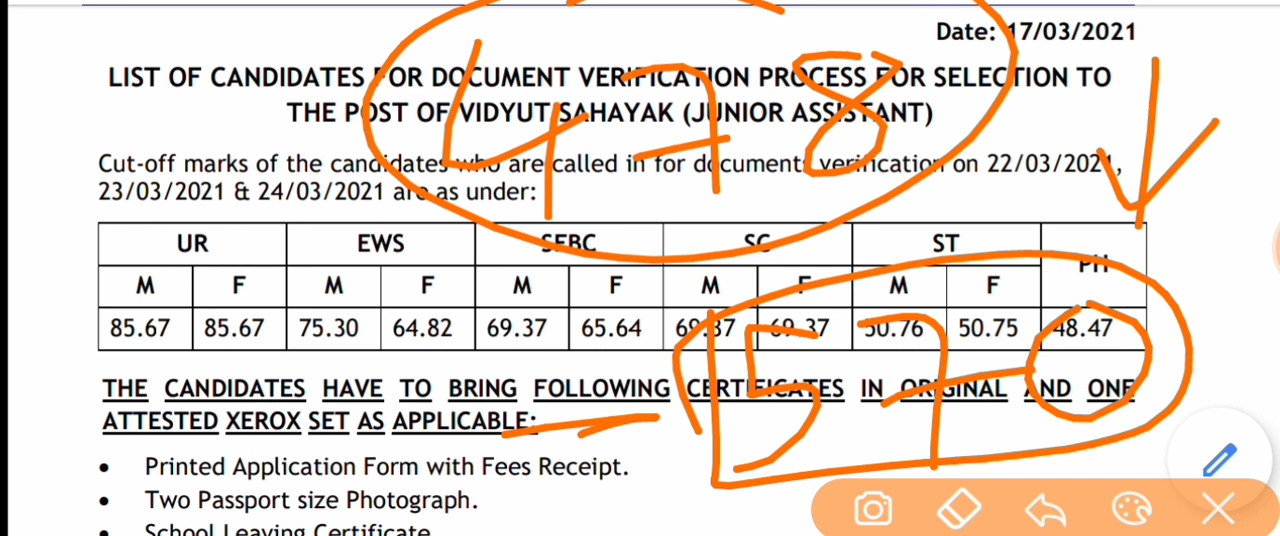 Date: 17/03/2021
LIST OF CANDIDATES FOR DOCUMENT VERIFICATION PROCESS FOR SELECTION TO
THE POST OF VIDYUT SAHAYAK (JUNIOR ASSISTANT)
Cut-off marks of the candidates who are called in for documents verification on 22/03/2021,
23/03/2021 & 24/03/2021 are as under:
UR EWS SEBC SC ST PH
M F M F M F M F M F
85.67 85.67 75.30 64.82 69.37 65.64 69.37 69.37 50.76 50.75 48.47
THE CANDIDATES HAVE TO BRING FOLLOWING CERTIFICATES IN ORIGINAL AND ONE
ATTESTED XEROX SET AS APPLICABLE:
• Printed Application Form with Fees Receipt.
• Two Passport size Photograph.
• School Leaving Certificate